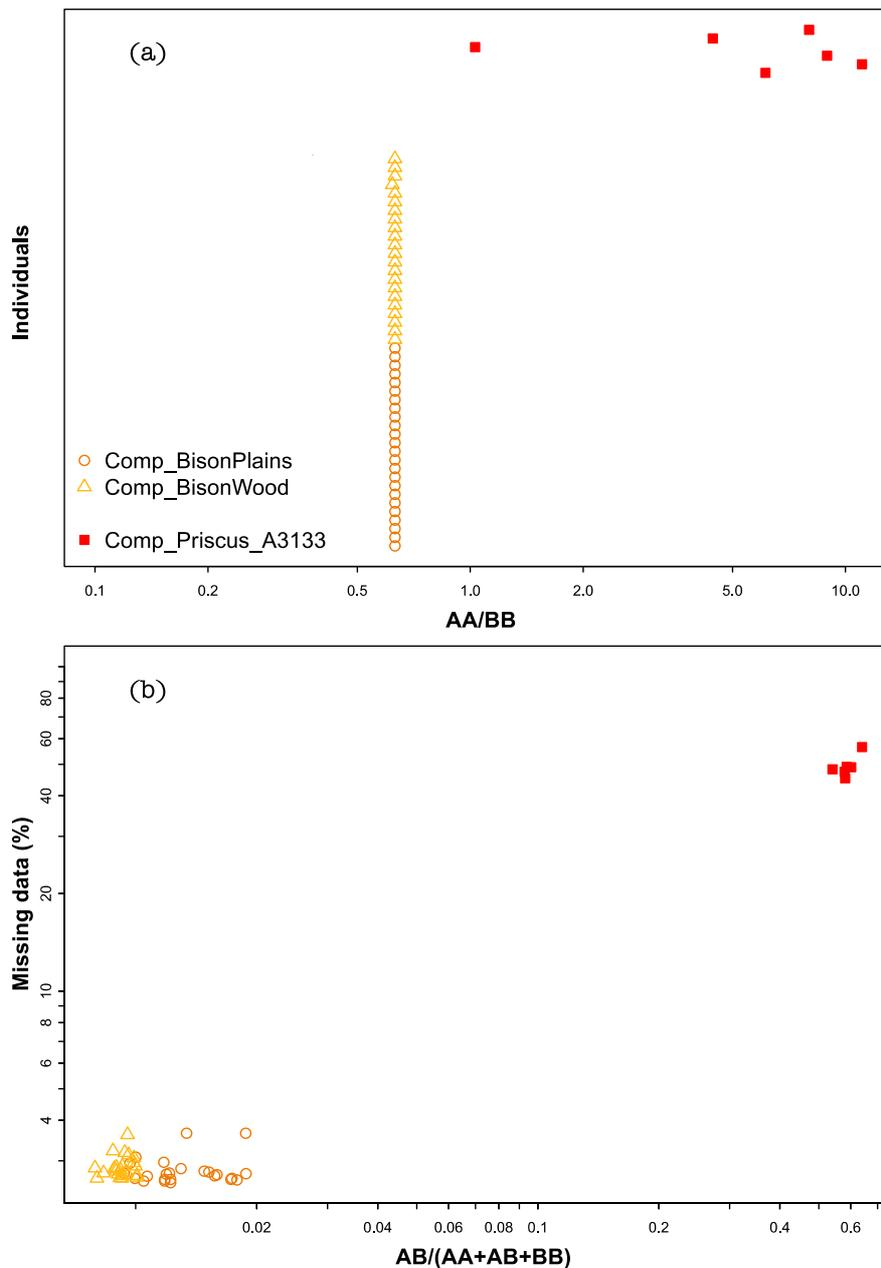 (a)
Individuals
Comp_BisonPlains
Comp_BisonWood
Comp_Priscus_A3133
0.1 0.2 0.5 1.0 2.0 5.0 10.0
AA/BB
(b)
Missing data (%)
80
60
40
20
10
8
6
4
0.02 0.04 0.06 0.08 0.1 0.2 0.4 0.6
AB/(AA+AB+BB)